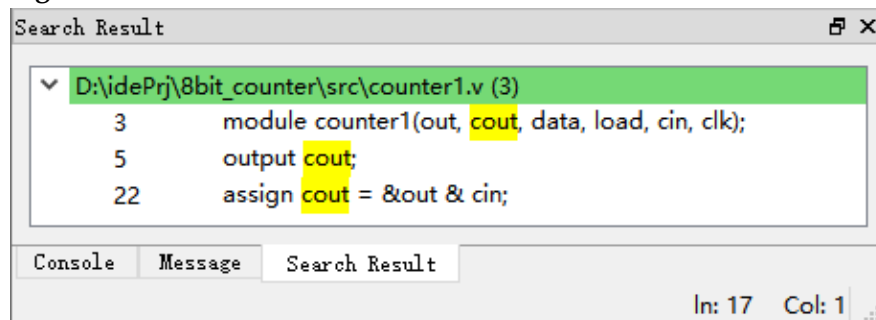 Search Result
D:\idePrj\8bit_counter\src\counter1.v (3)
3 module counter1(out, cout, data, load, cin, clk);
5 output cout;
22 assign cout = &out & cin;
Console Message Search Result
ln: 17 Col: 1